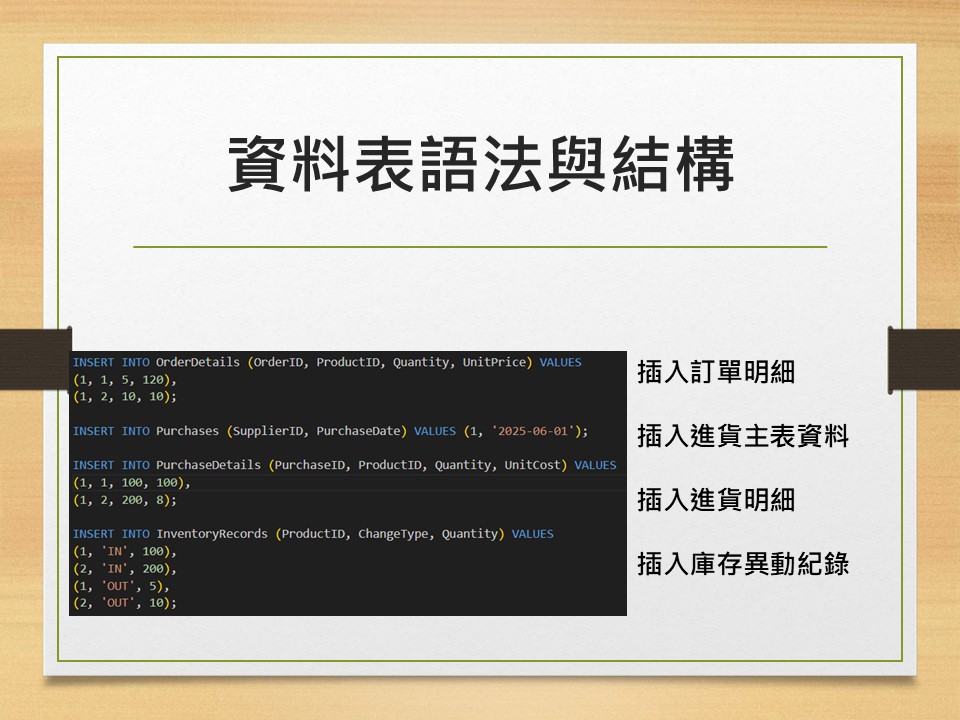 資料表語法與結構
INSERT INTO OrderDetails (OrderID, ProductID, Quantity, UnitPrice) VALUES
(1, 1, 5, 120),
(1, 2, 10, 10);
INSERT INTO Purchases (SupplierID, PurchaseDate) VALUES (1, '2025-06-01');
INSERT INTO PurchaseDetails (PurchaseID, ProductID, Quantity, UnitCost) VALUES
(1, 1, 100, 100),
(1, 2, 200, 8);
INSERT INTO InventoryRecords (ProductID, ChangeType, Quantity) VALUES
(1, 'IN', 100),
(2, 'IN', 200),
(1, 'OUT', 5),
(2, 'OUT', 10);
插入訂單明細
插入進貨主表資料
插入進貨明細
插入庫存異動紀錄